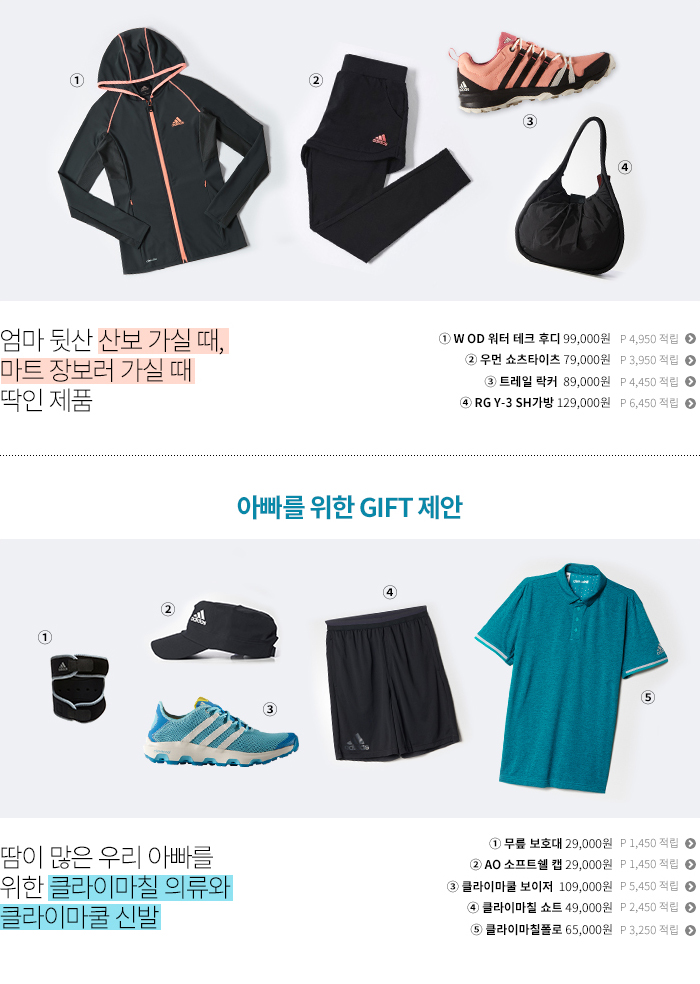 ①
②
③
④
adidas
adidas
adidas
엄마 뒷산 산보 가실 때,
마트 장보러 가실 때
딱인 제품
① W OD 워터 테크 후디 99,000원 P 4,950 적립
② 우먼 쇼츠타이츠 79,000원 P 3,950 적립
③ 트레일 락커 89,000원 P 4,450 적립
④ RG Y-3 SH가방 129,000원 P 6,450 적립
아빠를 위한 GIFT 제안
①
②
③
④
⑤
adidas
adidas
땀이 많은 우리 아빠를
위한 클라이마칠 의류와
클라이마쿨 신발
① 무릎 보호대 29,000원 P 1,450 적립
② AO 소프트쉘 캡 29,000원 P 1,450 적립
③ 클라이마쿨 보이저 109,000원 P 5,450 적립
④ 클라이마칠 쇼트 49,000원 P 2,450 적립
⑤ 클라이마칠폴로 65,000원 P 3,250 적립